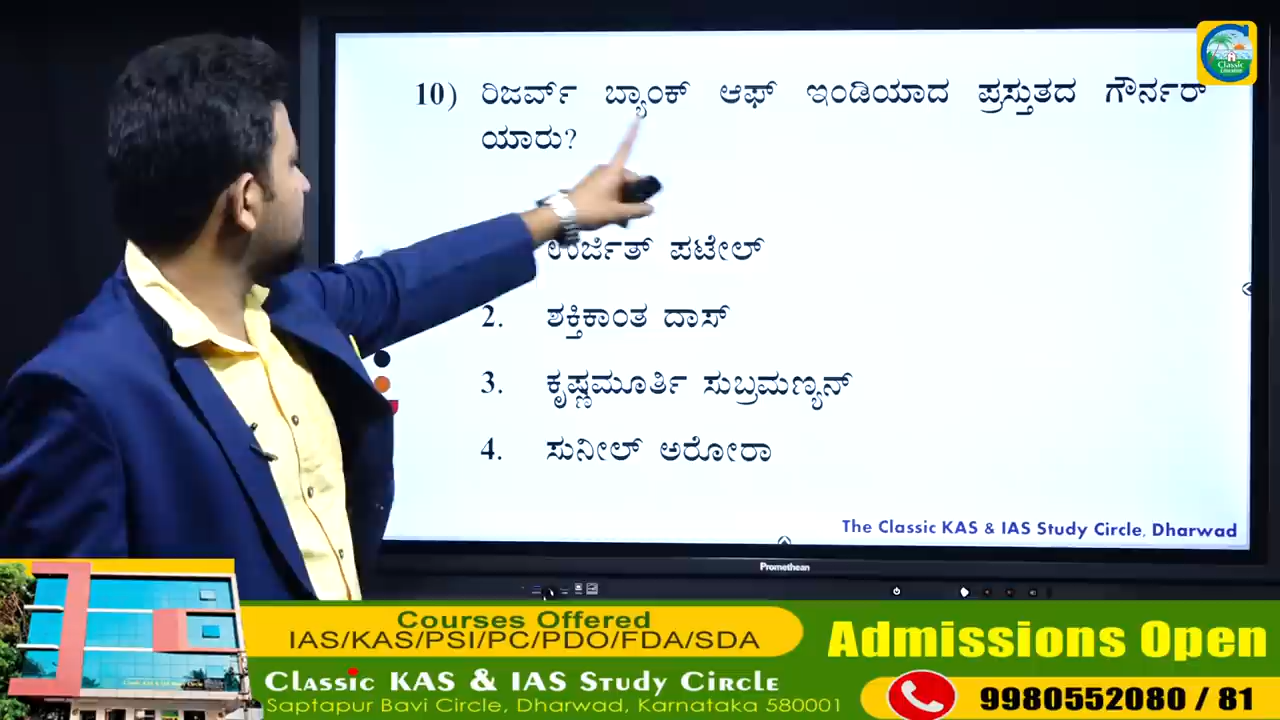 10) ರಿಜರ್ವ್ ಬ್ಯಾಂಕ್ ಆಫ್ ಇಂಡಿಯಾದ ಪ್ರಸ್ತುತದ ಗೌರ್ನರ್
ಯಾರು?
ಉರ್ಜಿತ್ ಪಟೇಲ್
2. ಶಕ್ತಿಕಾಂತ ದಾಸ್
3. ಕೃಷ್ಣಮೂರ್ತಿ ಸುಬ್ರಮಣ್ಯನ್
4. ಸುನೀಲ್ ಅರೋರಾ
The Classic KAS & IAS Study Circle, Dharwad
Promethean
Classic
Courses Offered
IAS/KAS/PSI/PC/PDO/FDA/SDA
Classic KAS & IAS Study Circle
Saptapur Bavi Circle, Dharwad, Karnataka 580001
Admissions Open
9980552080 / 81